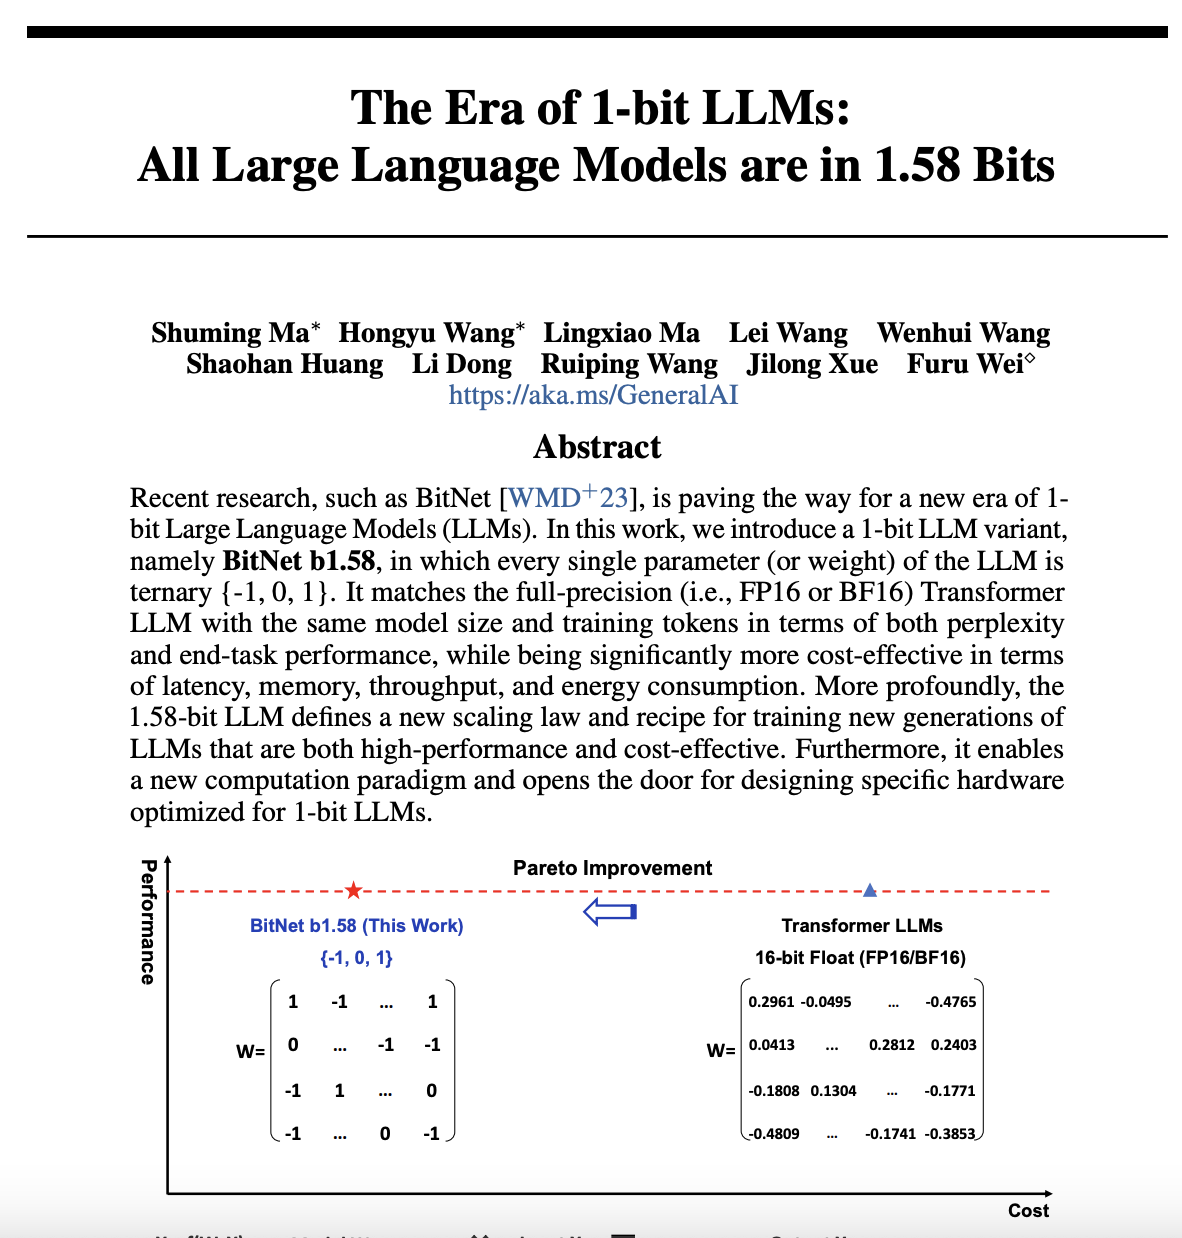 The Era of 1-bit LLMs:
All Large Language Models are in 1.58 Bits
Shuming Ma* Hongyu Wang* Lingxiao Ma Lei Wang Wenhui Wang
Shaohan Huang Li Dong Ruiping Wang Jilong Xue Furu Wei⋄
https://aka.ms/GeneralAI
Abstract
Recent research, such as BitNet [WMD+23], is paving the way for a new era of 1-
bit Large Language Models (LLMs). In this work, we introduce a 1-bit LLM variant,
namely BitNet b1.58, in which every single parameter (or weight) of the LLM is
ternary {-1, 0, 1}. It matches the full-precision (i.e., FP16 or BF16) Transformer
LLM with the same model size and training tokens in terms of both perplexity
and end-task performance, while being significantly more cost-effective in terms
of latency, memory, throughput, and energy consumption. More profoundly, the
1.58-bit LLM defines a new scaling law and recipe for training new generations of
LLMs that are both high-performance and cost-effective. Furthermore, it enables
a new computation paradigm and opens the door for designing specific hardware
optimized for 1-bit LLMs.
Performance
Pareto Improvement
BitNet b1.58 (This Work)
{-1, 0, 1}
W=
1 -1 ... 1
0 ... -1 -1
-1 1 ... 0
-1 ... 0 -1
Transformer LLMs
16-bit Float (FP16/BF16)
W=
0.2961 -0.0495 ... -0.4765
0.0413 ... 0.2812 0.2403
-0.1808 0.1304 ... -0.1771
-0.4809 ... -0.1741 -0.3853
Cost